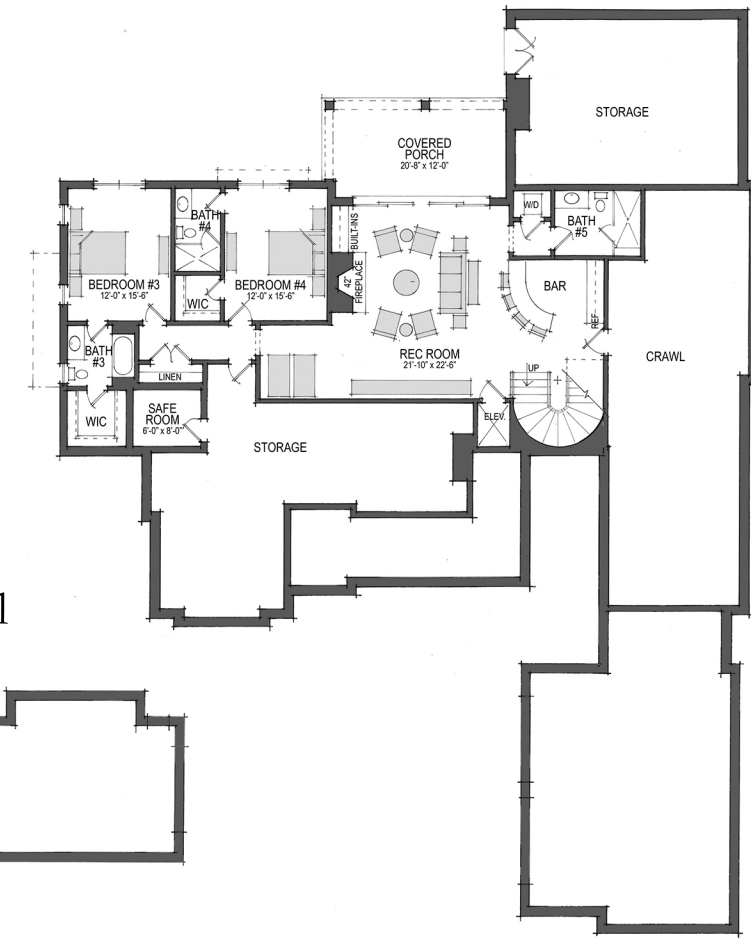 STORAGE
COVERED
PORCH
20'-8" x 12'-0"
W/D
BATH
#5
BATH
#4
BUILT-INS
42"
FIREPLACE
BEDROOM #3
12'-0" x 15'-6"
WIC
BEDROOM #4
12'-0" x 15'-6"
BAR
REF.
BATH
#3
LINEN
REC ROOM
21'-10" x 22'-6"
CRAWL
UP
ELEV.
WIC
SAFE
ROOM
6'-0" x 8'-0"
STORAGE
l